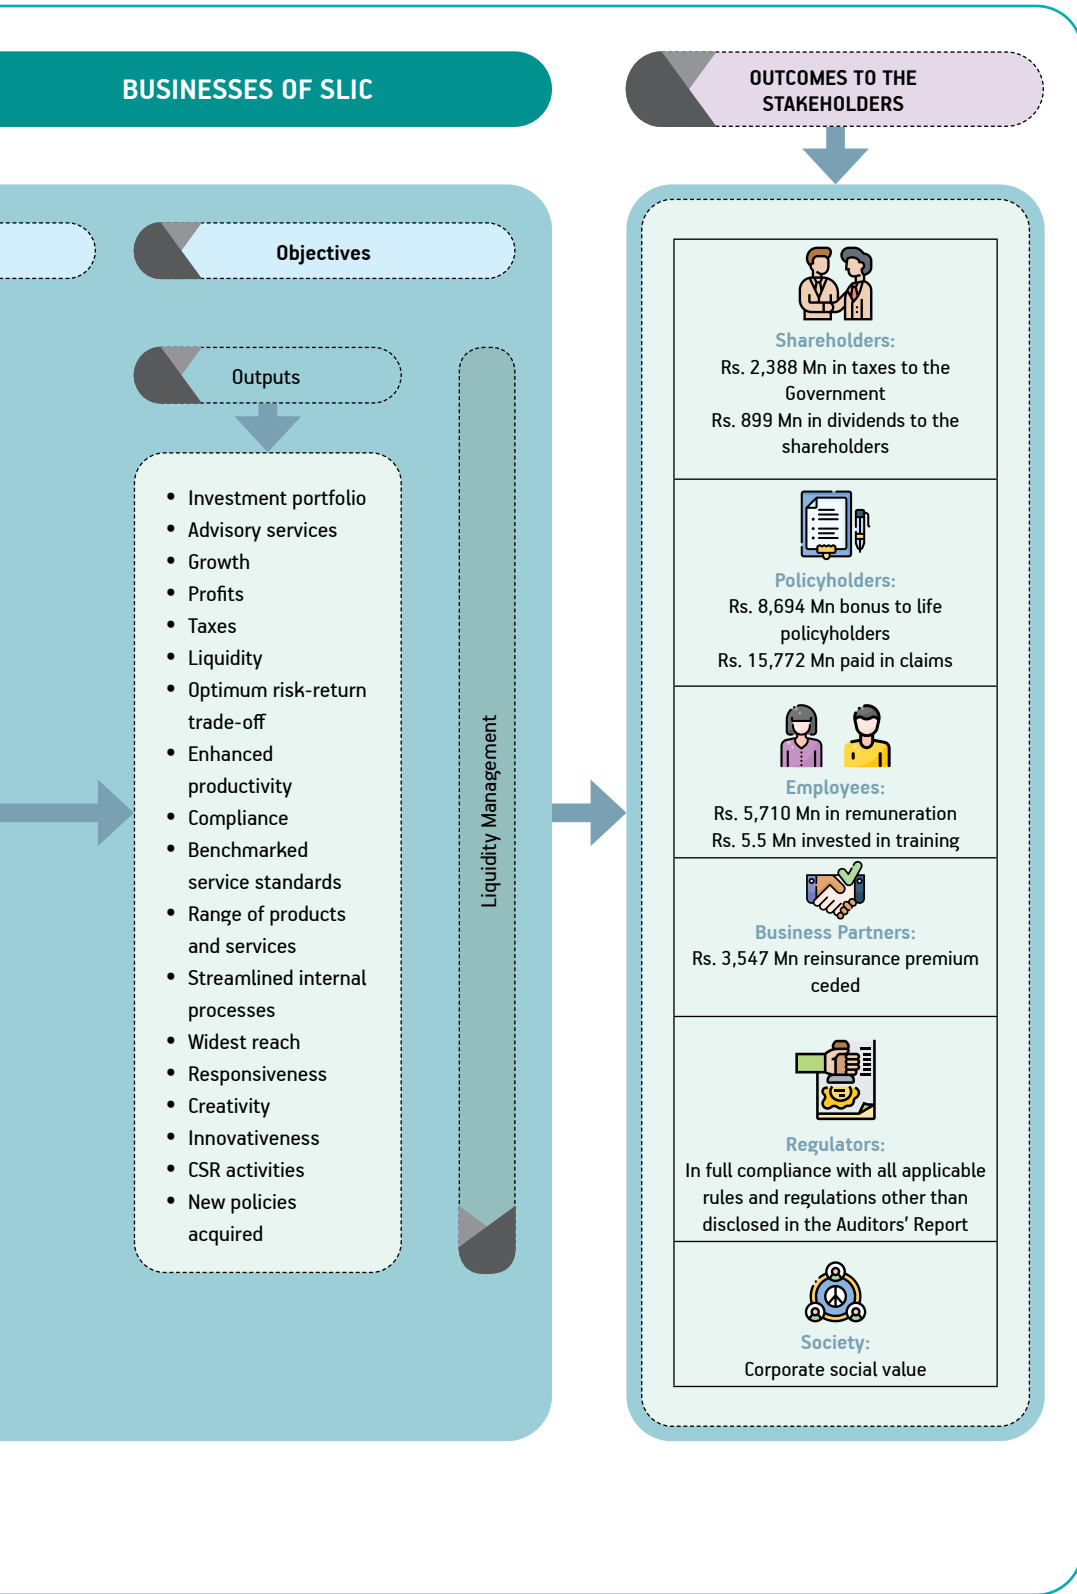 BUSINESSES OF SLIC
OUTCOMES TO THE
STAKEHOLDERS
Objectives
Outputs
• Investment portfolio
• Advisory services
• Growth
• Profits
• Taxes
• Liquidity
• Optimum risk-return
trade-off
• Enhanced
productivity
• Compliance
• Benchmarked
service standards
• Range of products
and services
• Streamlined internal
processes
• Widest reach
• Responsiveness
• Creativity
• Innovativeness
• CSR activities
• New policies
acquired
Liquidity Management
Shareholders:
Rs. 2,388 Mn in taxes to the
Government
Rs. 899 Mn in dividends to the
shareholders
Policyholders:
Rs. 8,694 Mn bonus to life
policyholders
Rs. 15,772 Mn paid in claims
Employees:
Rs. 5,710 Mn in remuneration
Rs. 5.5 Mn invested in training
Business Partners:
Rs. 3,547 Mn reinsurance premium
ceded
Regulators:
In full compliance with all applicable
rules and regulations other than
disclosed in the Auditors' Report
Society:
Corporate social value